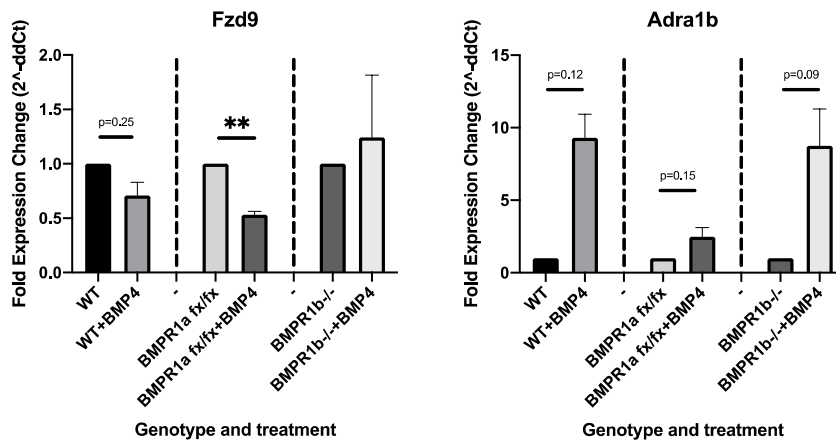 Fzd9
Fold Expression Change (2^-ddCt)
2.0
1.5
1.0
0.5
0.0
p=0.25
**
WT
WT+BMP4
-
BMPR1a fx/fx
BMPR1a fx/fx+BMP4
-
BMPR1b-/-
BMPR1b-/-+BMP4
Genotype and treatment
Adra1b
Fold Expression Change (2^-ddCt)
15
10
5
0
p=0.12
p=0.15
p=0.09
WT
WT+BMP4
-
BMPR1a fx/fx
BMPR1a fx/fx+BMP4
-
BMPR1b-/-
BMPR1b-/-+BMP4
Genotype and treatment